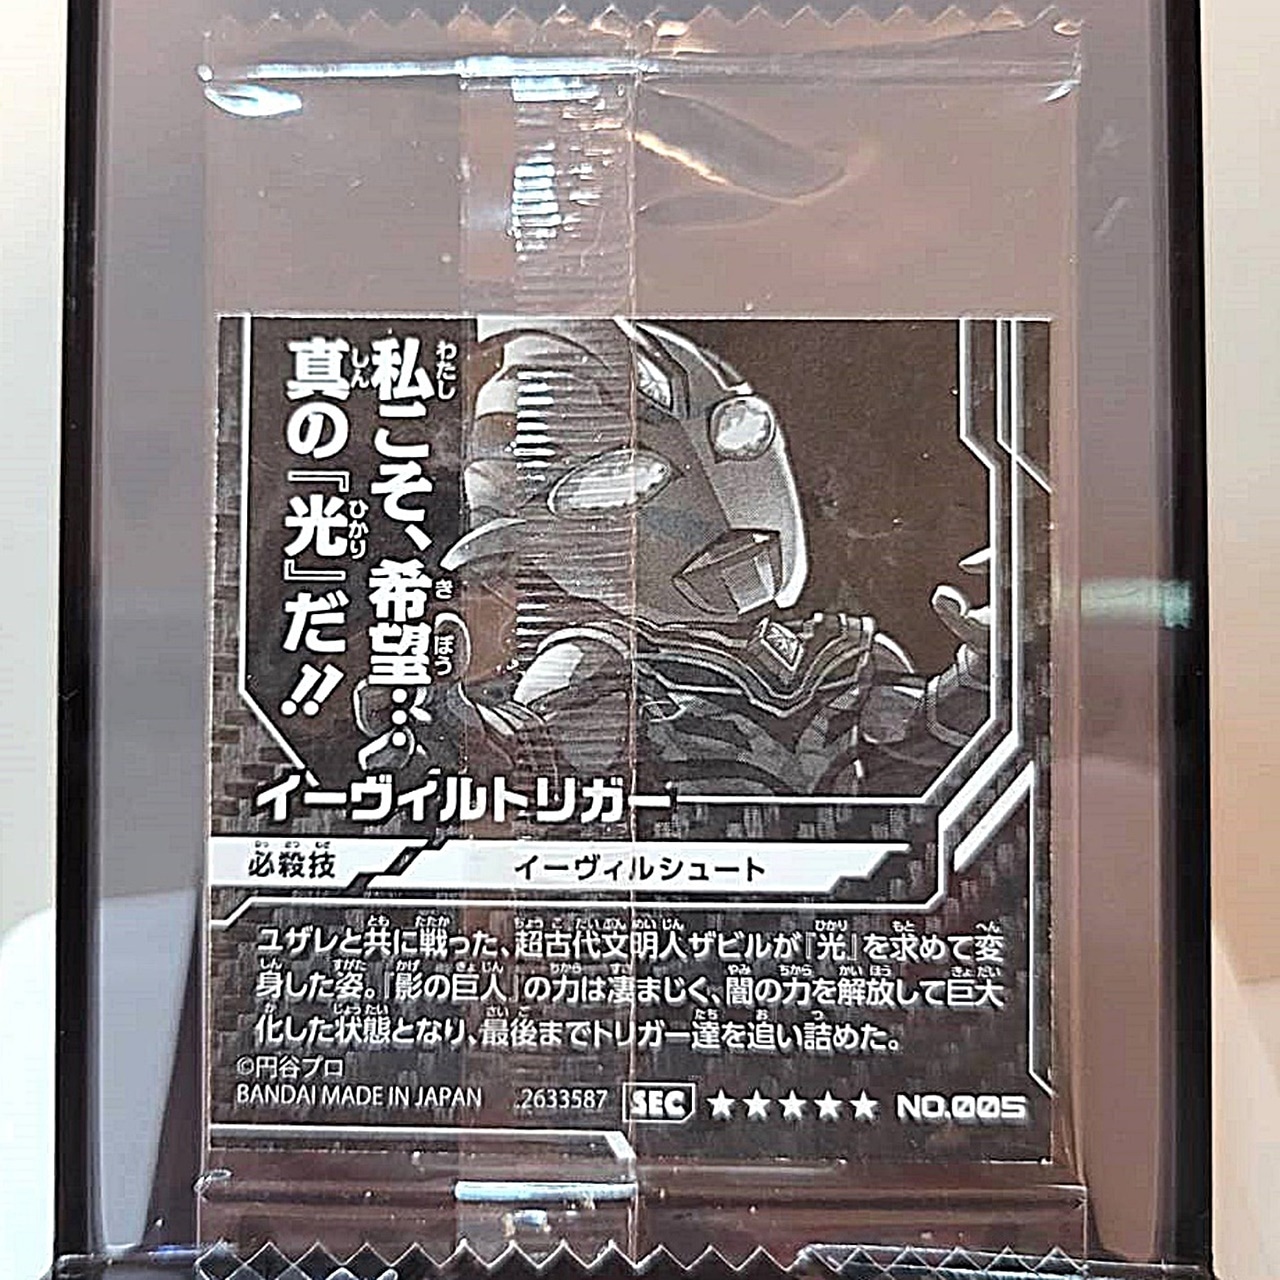 私こそ、希望…
真の『光』だ!!
イーヴィルトリガー
必殺技
イーヴィルシュート
ユザレと共に戦った、超古代文明人ザビルが『光』を求めて変
身した姿。『影の巨人』の力は凄まじく、闇の力を解放して巨大
化した状態となり、最後までトリガー達を追い詰めた。
©円谷プロ
BANDAI MADE IN JAPAN 2633587 SEC ★★★★★ NO.005